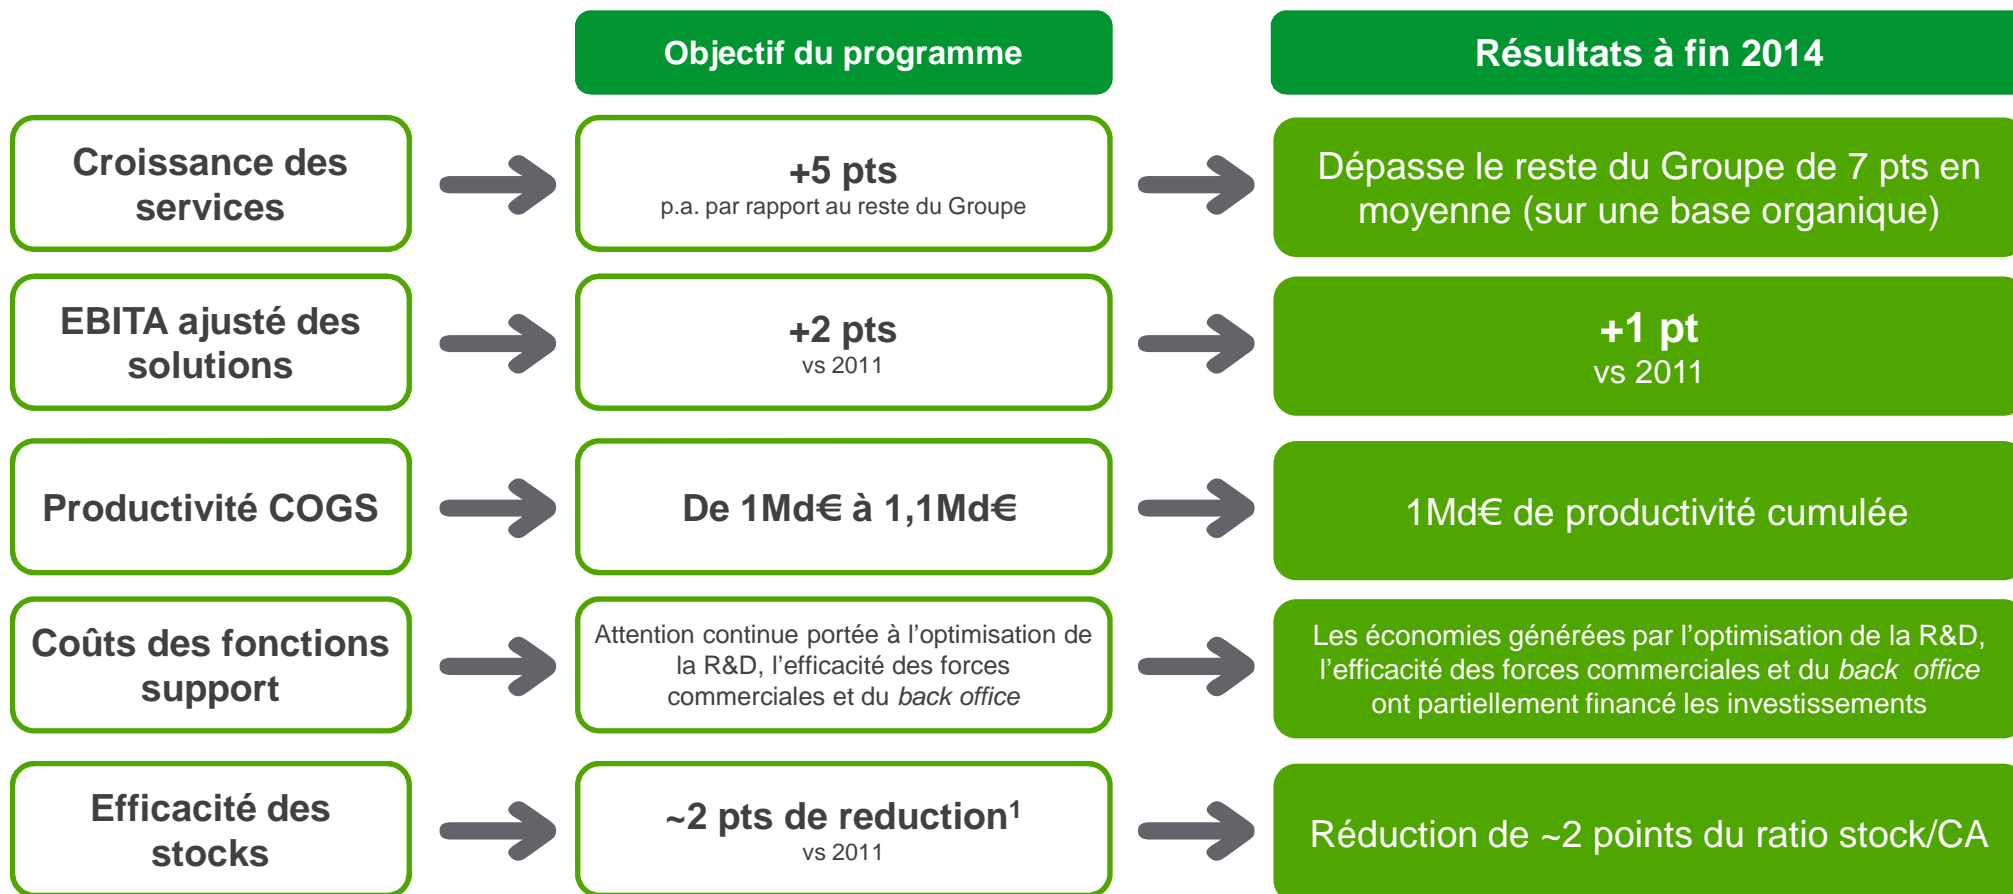 Objectif du programme
Résultats à fin 2014
Croissance des
services
+5 pts
p.a. par rapport au reste du Groupe
Dépasse le reste du Groupe de 7 pts en
moyenne (sur une base organique)
EBITA ajusté des
solutions
+2 pts
vs 2011
+1 pt
vs 2011
Productivité COGS
De 1Md€ à 1,1Md€
1Md€ de productivité cumulée
Coûts des fonctions
support
Attention continue portée à l’optimisation de
la R&D, l’efficacité des forces
commerciales et du back office
Les économies générées par l’optimisation de la R&D,
l’efficacité des forces commerciales et du back office
ont partiellement financé les investissements
Efficacité des
stocks
~2 pts de reduction¹
vs 2011
Réduction de ~2 points du ratio stock/CA